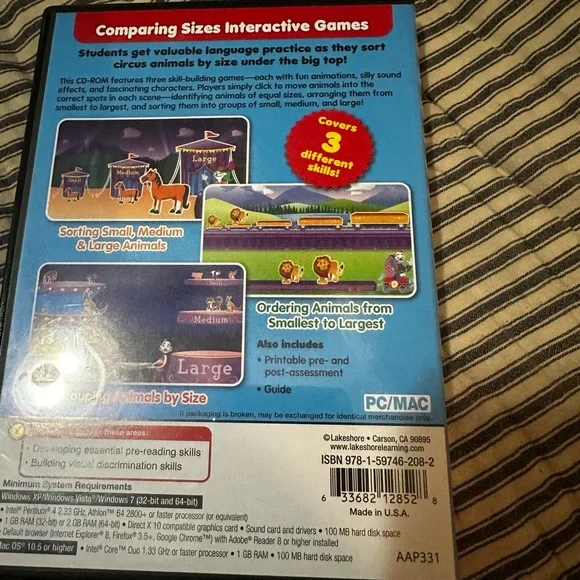 Comparing Sizes Interactive Games
Students get valuable language practice as they sort
circus animals by size under the big top!
This CD-ROM features three skill-building games—each with fun animations, silly sound
effects, and fascinating characters. Players simply click to move animals into the
correct spots in each scene—identifying animals of equal sizes, arranging them from
smallest to largest, and sorting them into groups of small, medium, and large!
Covers
3
different
skills!
Small
Medium
Large
Sorting Small, Medium
& Large Animals
Ordering Animals from
Smallest to Largest
Small
Medium
Large
Animals by Size
Also includes
• Printable pre- and
post-assessment
• Guide
PC/MAC
If packaging is broken, may be exchanged for identical merchandise only.
for these areas:
• Developing essential pre-reading skills
• Building visual discrimination skills
© Lakeshore • Carson, CA 90895
www.lakeshorelearning.com
ISBN 978-1-59746-208-2
6 33682 12852 8
Made in U.S.A.
Minimum System Requirements
Windows XP/Windows Vista®/Windows 7 (32-bit and 64-bit)
• Intel® Pentium® 4 2.33 GHz, Athlon™ 64 2800+ or faster processor (or equivalent)
• 1 GB RAM (32-bit) or 2 GB RAM (64-bit) • Direct X 10 compatible graphics card • Sound card and drivers • 100 MB hard disk space
• Default browser (Internet Explorer® 8, Firefox® 3.5+, Google Chrome™) with Adobe® Reader 8 or higher installed
Mac OS® 10.5 or higher • Intel® Core™ Duo 1.33 GHz or faster processor • 1 GB RAM • 100 MB hard disk space
AAP331